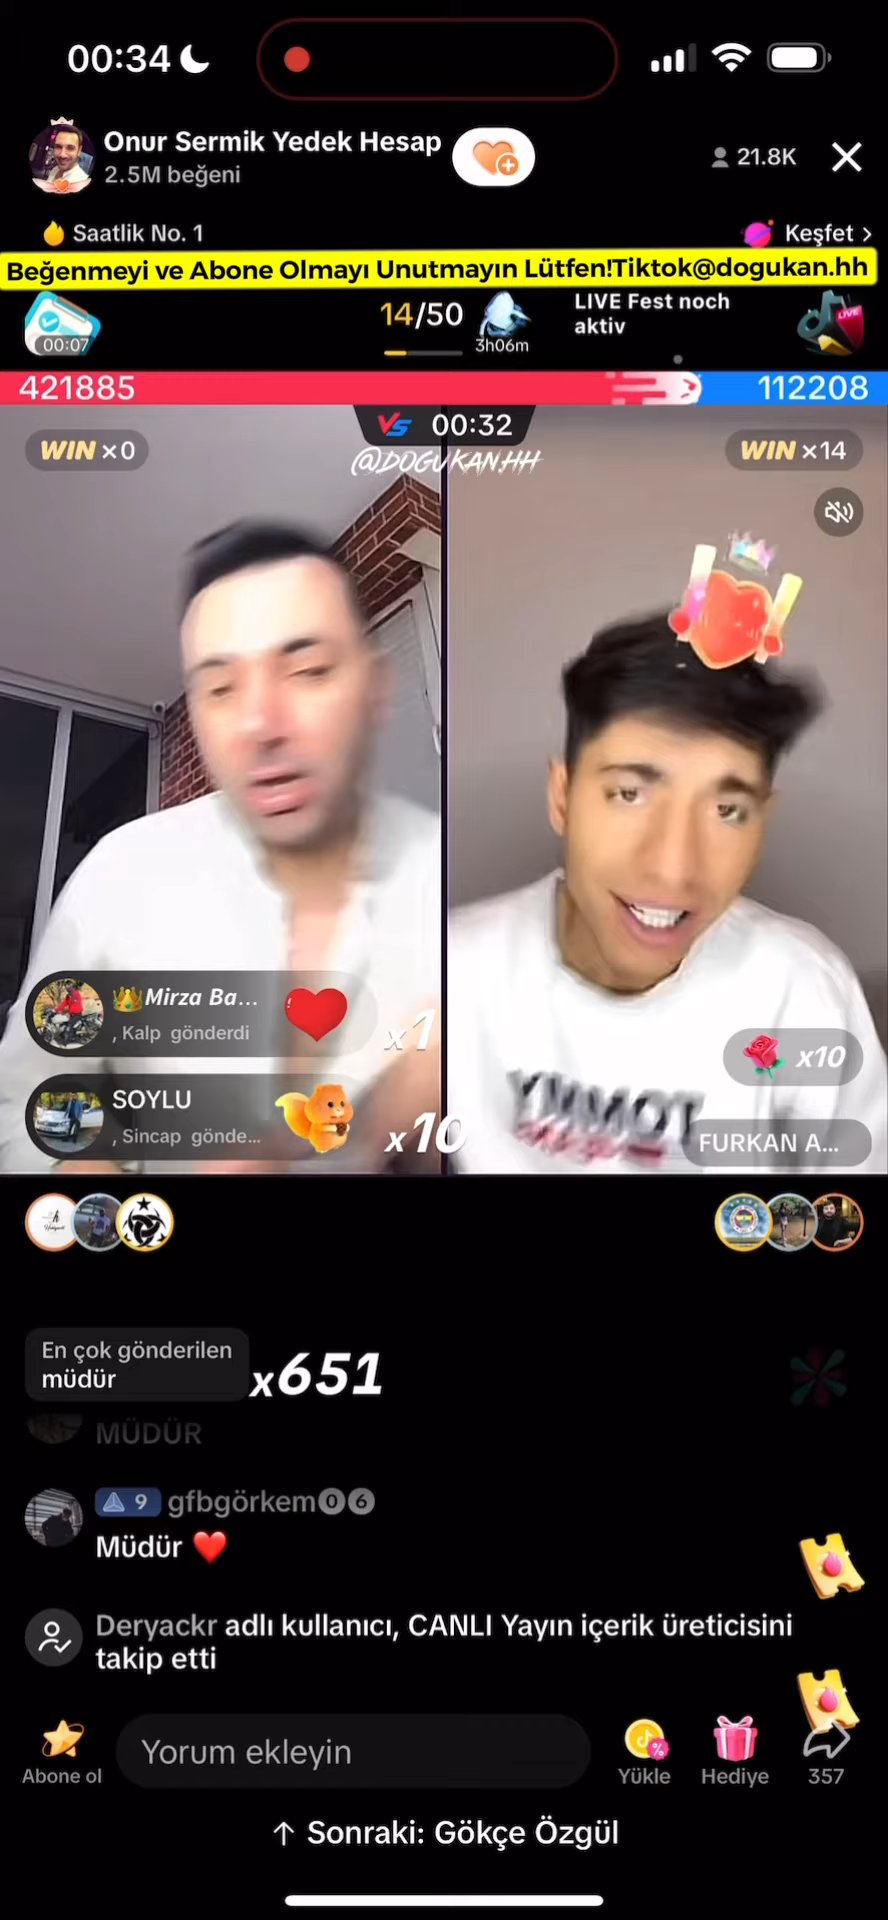 00:34
Onur Sermik Yedek Hesap
2.5M beğeni
21.8K
Saatlik No. 1
Keşfet >
Beğenmeyi ve Abone Olmayı Unutmayın Lütfen!Tiktok@dogukan.hh
00:07
14/50
3h06m
LIVE Fest noch
aktiv
LIVE
421885
112208
VS 00:32
@DOGUKAN.HH
WIN x0
WIN x14
👑Mirza Ba...
, Kalp gönderdi
x1
SOYLU
, Sincap gönde...
x10
x10
FURKAN A...
En çok gönderilen
müdür
x651
MÜDÜR
9 gfbgörkem06
Müdür ❤️
Deryackr adlı kullanıcı, CANLI Yayın içerik üreticisini
takip etti
Abone ol
Yorum ekleyin
Yükle
Hediye
357
↑ Sonraki: Gökçe Özgül